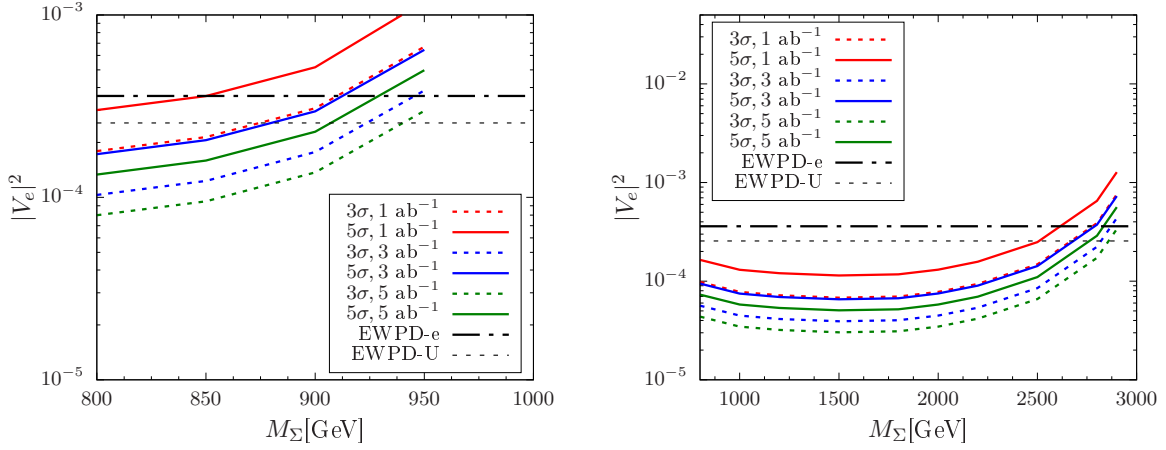 10⁻³
10⁻⁴
10⁻⁵
|Vₑ|²
800
850
900
950
1000
M_Σ[GeV]
3σ, 1 ab⁻¹
5σ, 1 ab⁻¹
3σ, 3 ab⁻¹
5σ, 3 ab⁻¹
3σ, 5 ab⁻¹
5σ, 5 ab⁻¹
EWPD-e
EWPD-U
10⁻²
10⁻³
10⁻⁴
10⁻⁵
|Vₑ|²
1000
1500
2000
2500
3000
M_Σ[GeV]
3σ, 1 ab⁻¹
5σ, 1 ab⁻¹
3σ, 3 ab⁻¹
5σ, 3 ab⁻¹
3σ, 5 ab⁻¹
5σ, 5 ab⁻¹
EWPD-e
EWPD-U